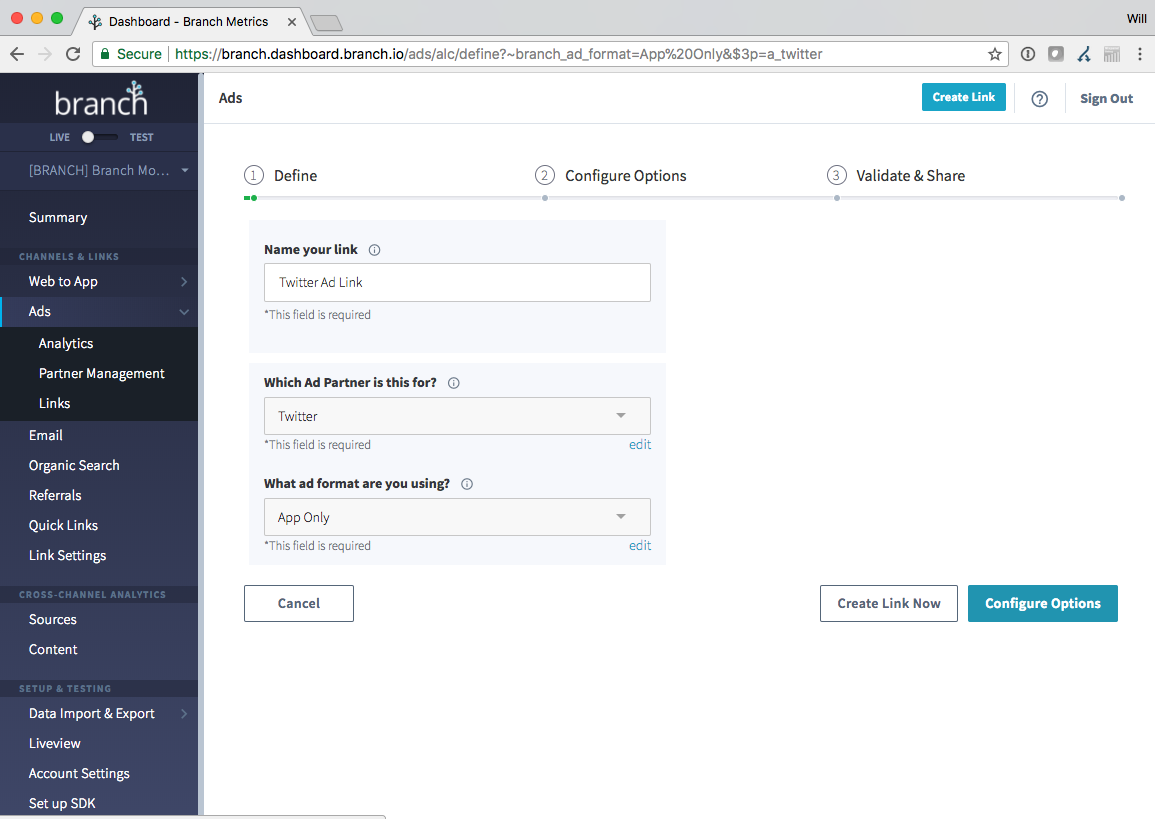 Dashboard - Branch Metrics
Will
Secure
https://branch.dashboard.branch.io/ads/alc/define?~branch_ad_format=App%20Only&$3p=a_twitter
branch
LIVE TEST
[BRANCH] Branch Mo...
Summary
CHANNELS & LINKS
Web to App
Ads
Analytics
Partner Management
Links
Email
Organic Search
Referrals
Quick Links
Link Settings
CROSS-CHANNEL ANALYTICS
Sources
Content
SETUP & TESTING
Data Import & Export
Liveview
Account Settings
Set up SDK
Ads
Create Link
Sign Out
1 Define
2 Configure Options
3 Validate & Share
Name your link
Twitter Ad Link
*This field is required
Which Ad Partner is this for?
Twitter
*This field is required
edit
What ad format are you using?
App Only
*This field is required
edit
Cancel
Create Link Now
Configure Options